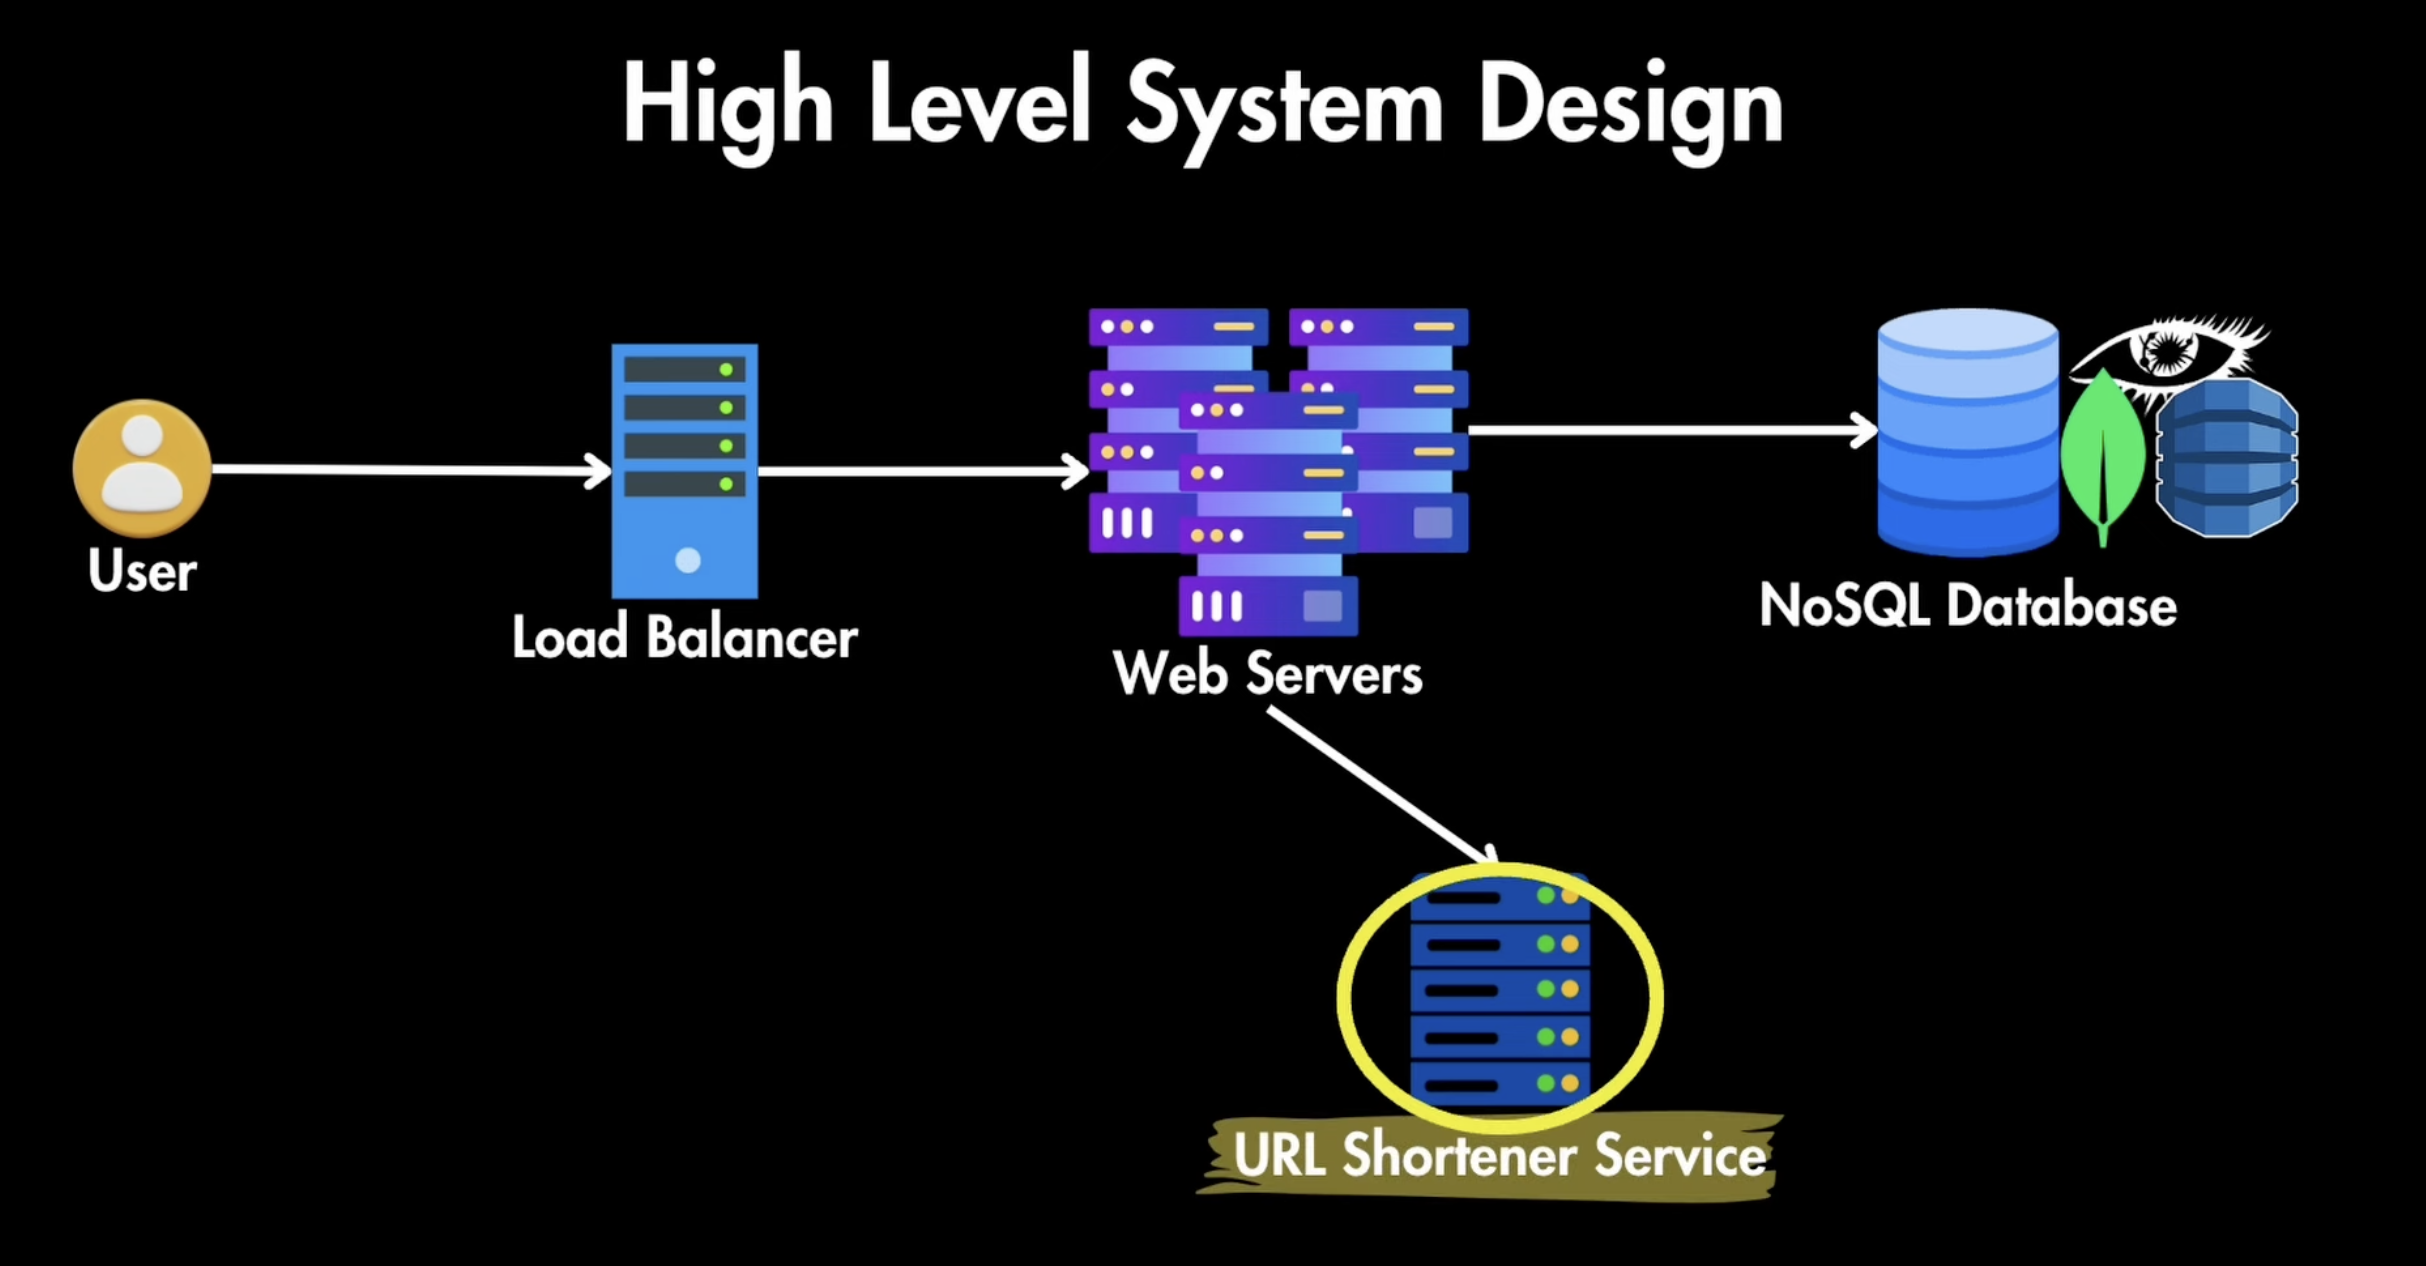 High Level System Design
User
Load Balancer
Web Servers
NoSQL Database
URL Shortener Service